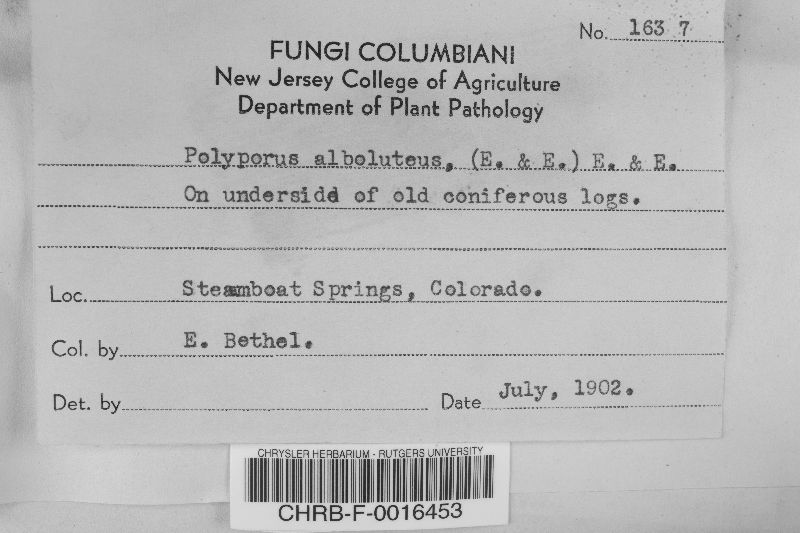 No. 163 7
FUNGI COLUMBIANI
New Jersey College of Agriculture
Department of Plant Pathology
Polyporus alboluteus, (E. & E.) E. & E.
On underside of old coniferous logs.
Loc. Steamboat Springs, Colorado.
Col. by E. Bethel.
Det. by Date July, 1902.
CHRYSLER HERBARIUM - RUTGERS UNIVERSITY
CHRB-F-0016453